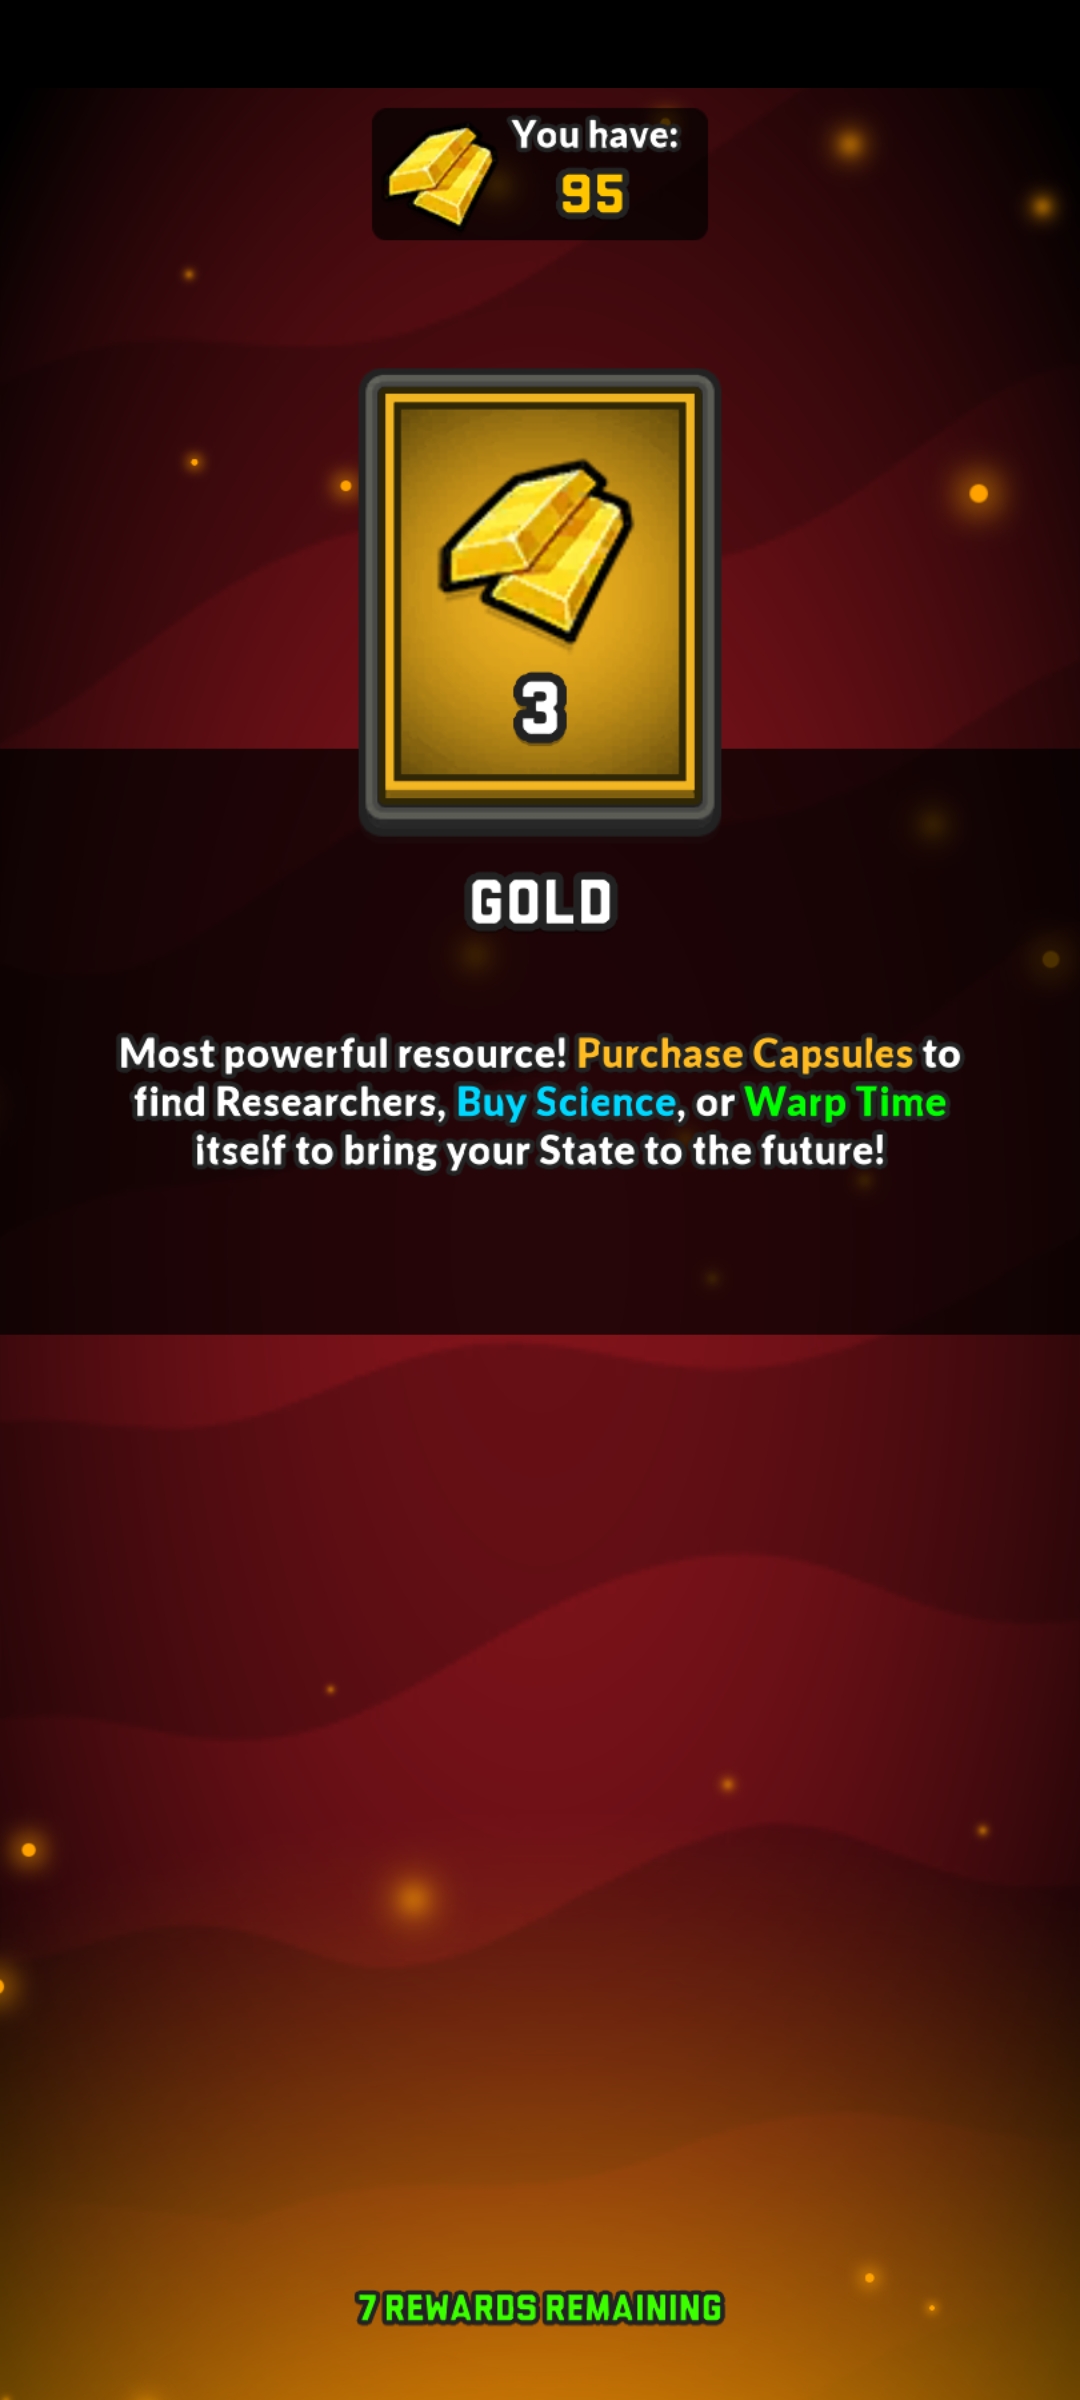 You have:
95
3
GOLD
Most powerful resource! Purchase Capsules to
find Researchers, Buy Science, or Warp Time
itself to bring your State to the future!
7 REWARDS REMAINING